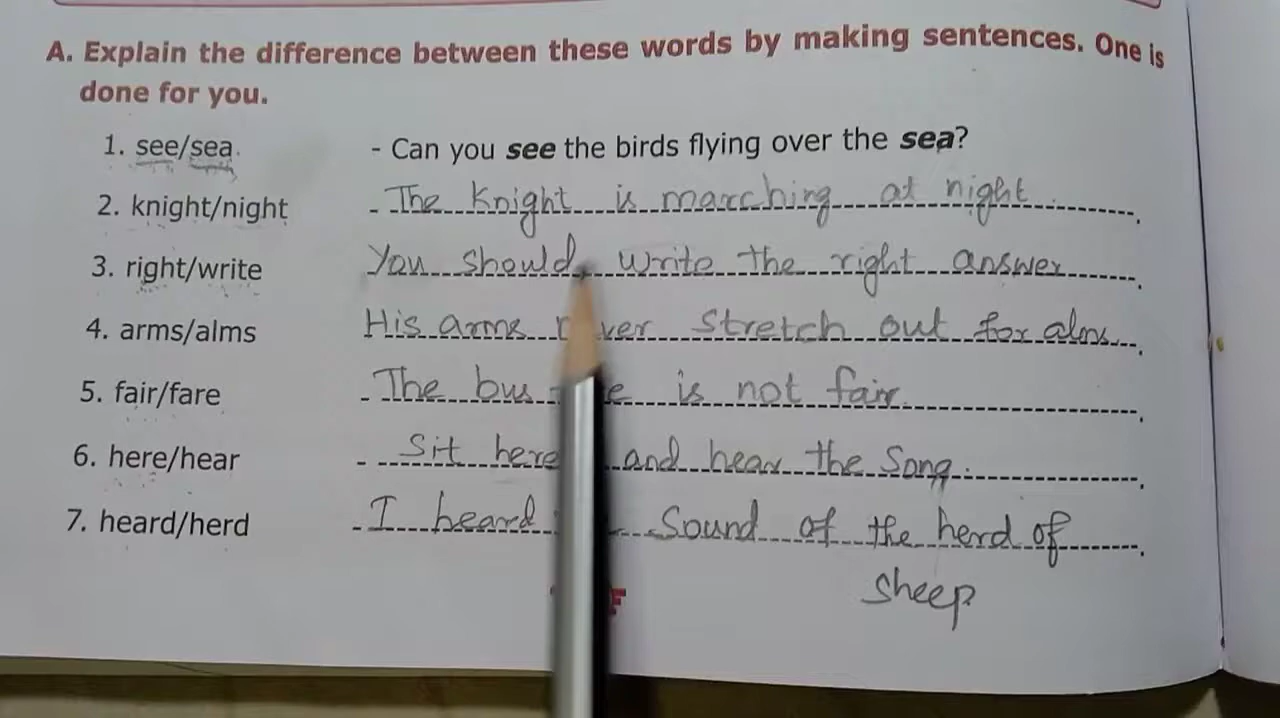 A. Explain the difference between these words by making sentences. One is
done for you.
1. see/sea - Can you see the birds flying over the sea?
2. knight/night - The Knight is marching at night.
3. right/write You should write the right answer.
4. arms/alms His arms never stretch out for alms.
5. fair/fare - The bus is not fair.
6. here/hear - Sit here and hear the Song.
7. heard/herd - I heard Sound of the herd of
sheep